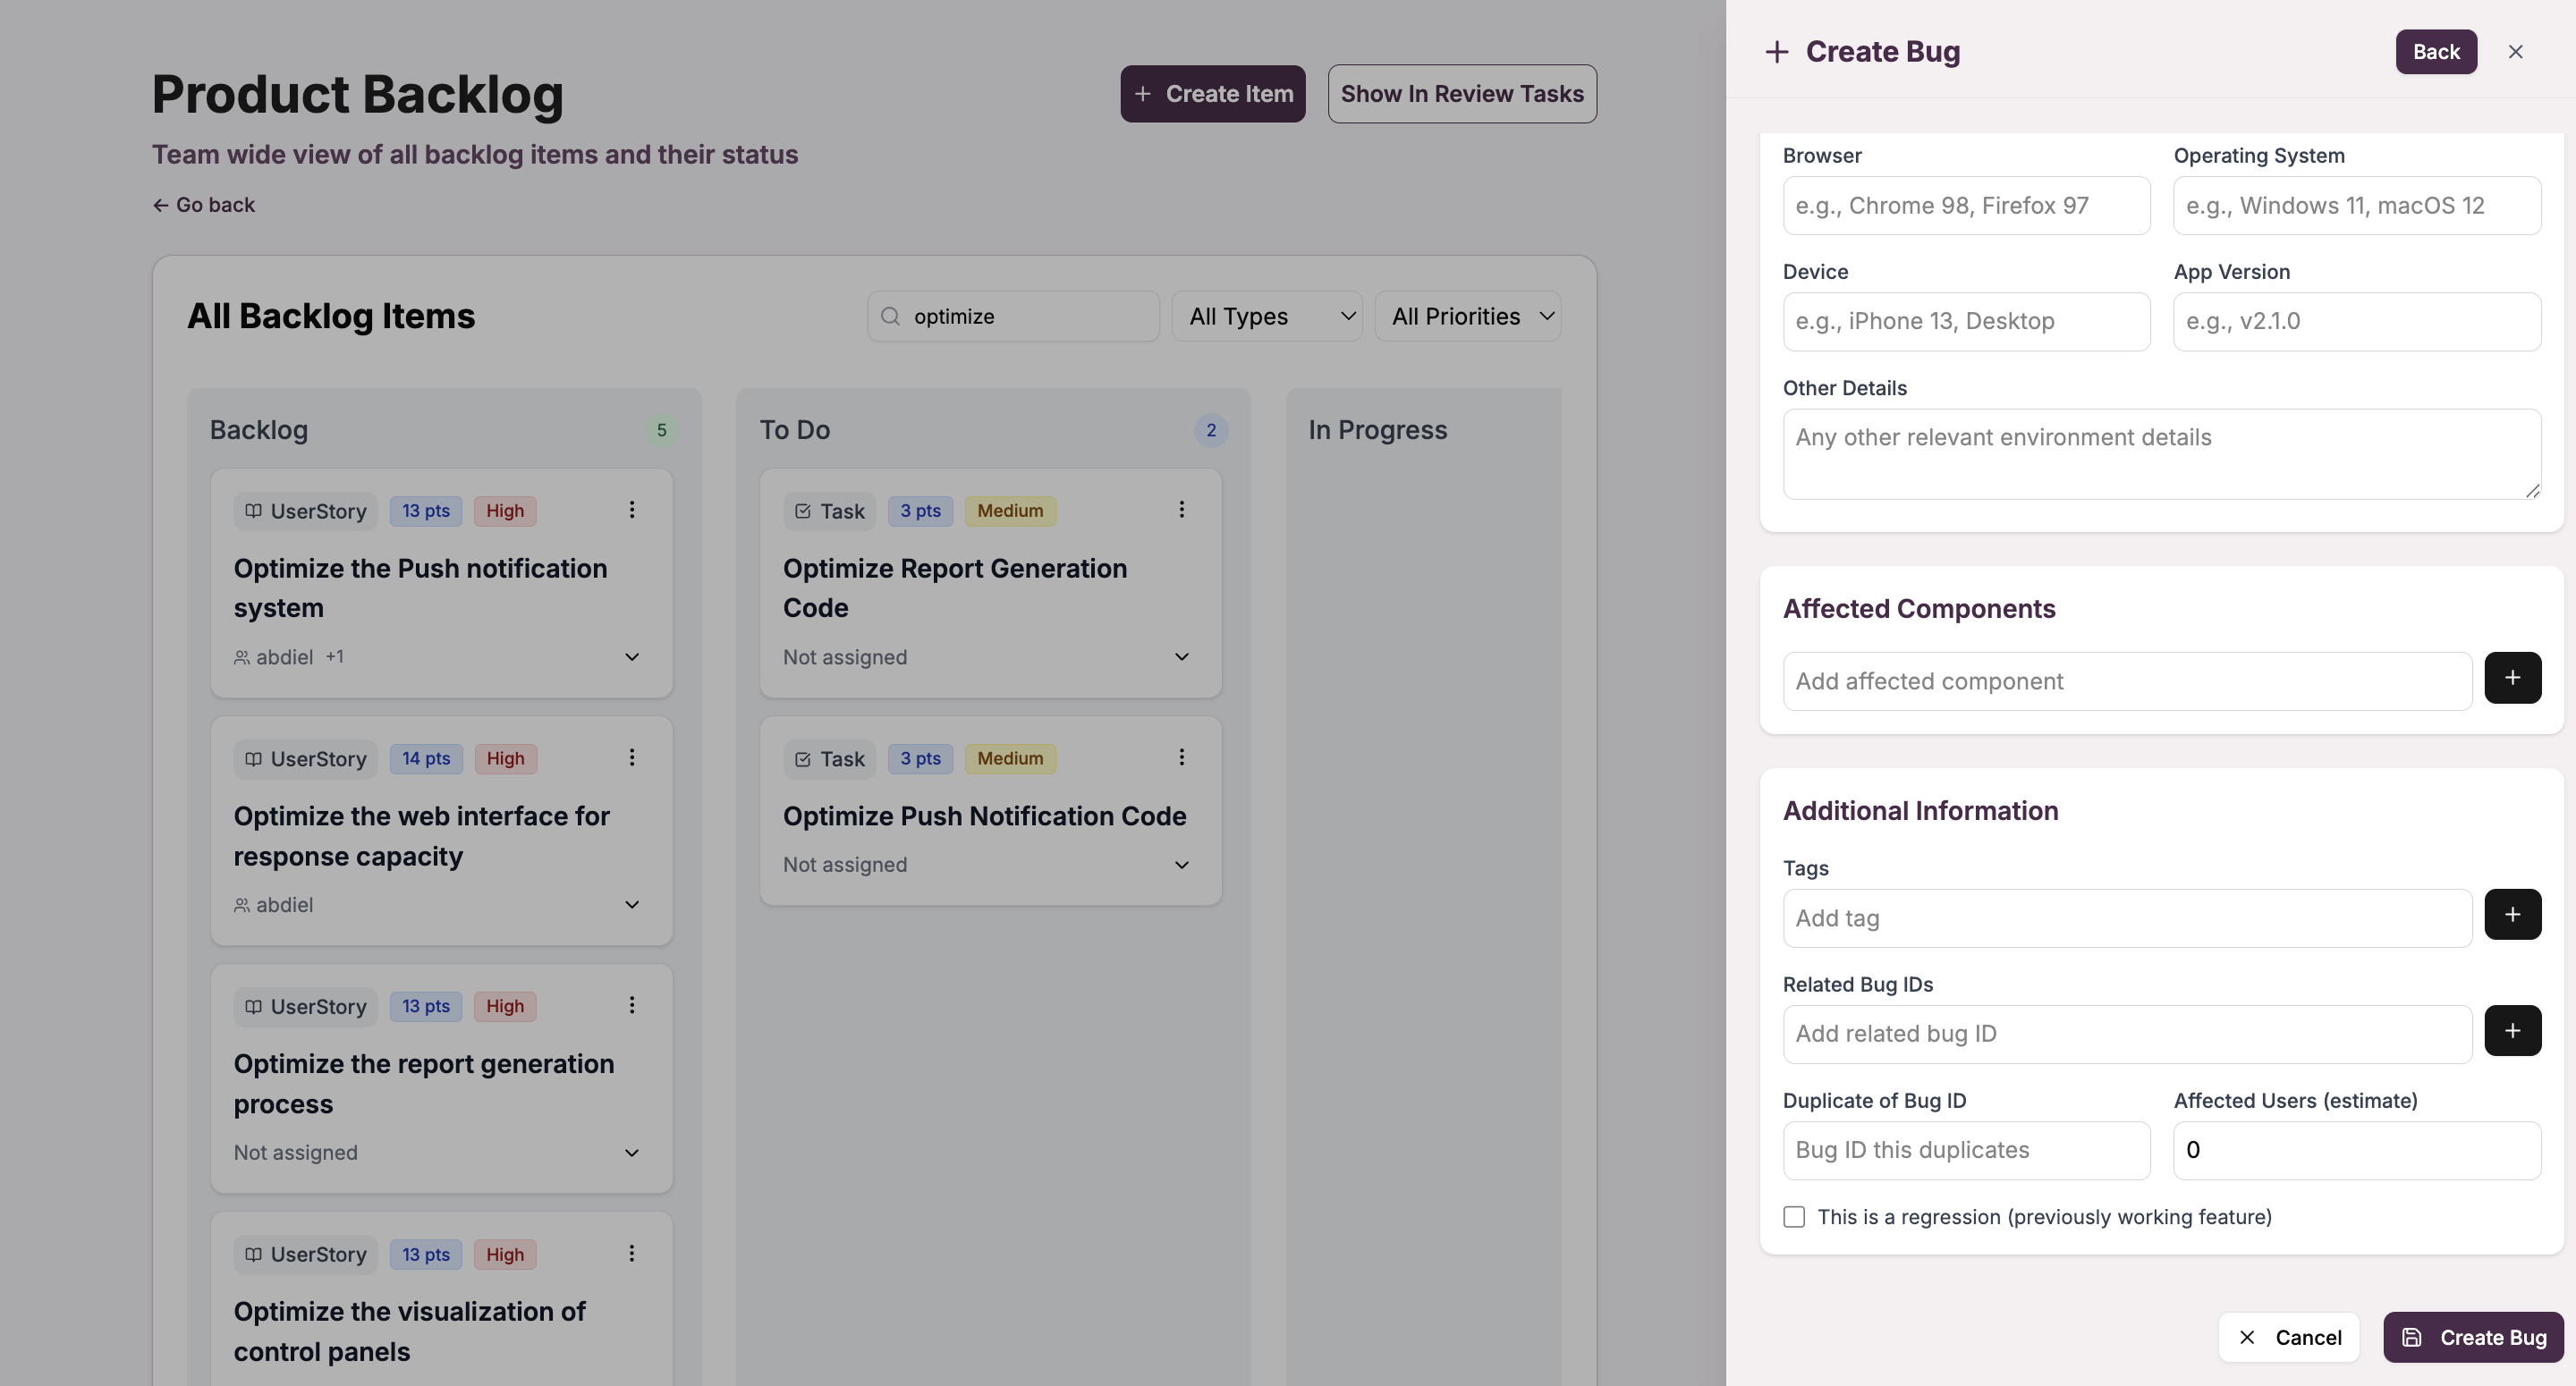 Product Backlog
Team wide view of all backlog items and their status
Go back
Create Item
Show In Review Tasks
All Backlog Items
optimize
All Types
All Priorities
Backlog
5
UserStory
13 pts
High
Optimize the Push notification
system
abdiel +1
UserStory
14 pts
High
Optimize the web interface for
response capacity
abdiel
UserStory
13 pts
High
Optimize the report generation
process
Not assigned
UserStory
13 pts
High
Optimize the visualization of
control panels
To Do
2
Task
3 pts
Medium
Optimize Report Generation
Code
Not assigned
Task
3 pts
Medium
Optimize Push Notification Code
Not assigned
In Progress
Create Bug
Back
Browser
e.g., Chrome 98, Firefox 97
Operating System
e.g., Windows 11, macOS 12
Device
e.g., iPhone 13, Desktop
App Version
e.g., v2.1.0
Other Details
Any other relevant environment details
Affected Components
Add affected component
Additional Information
Tags
Add tag
Related Bug IDs
Add related bug ID
Duplicate of Bug ID
Bug ID this duplicates
Affected Users (estimate)
0
This is a regression (previously working feature)
Cancel
Create Bug